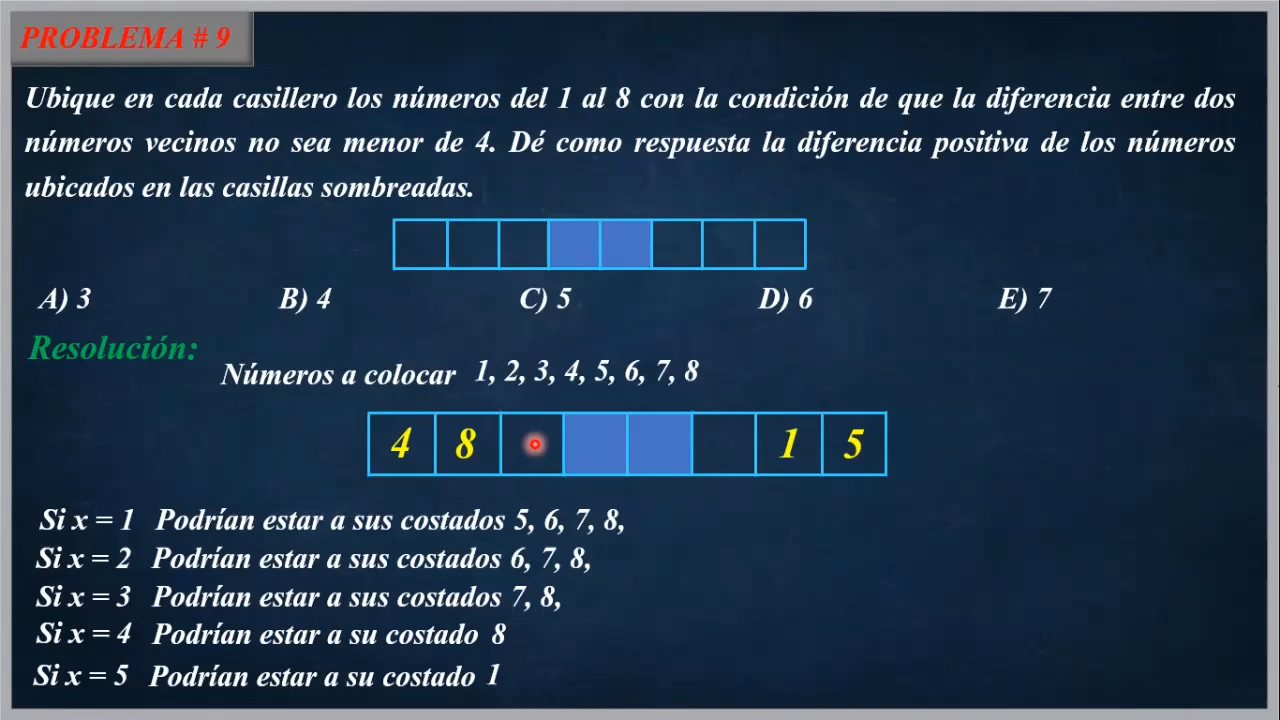 PROBLEMA # 9
Ubique en cada casillero los números del 1 al 8 con la condición de que la diferencia entre dos
números vecinos no sea menor de 4. Dé como respuesta la diferencia positiva de los números
ubicados en las casillas sombreadas.
A) 3 B) 4 C) 5 D) 6 E) 7
Resolución:
Números a colocar 1, 2, 3, 4, 5, 6, 7, 8
4 8 1 5
Si x = 1 Podrían estar a sus costados 5, 6, 7, 8,
Si x = 2 Podrían estar a sus costados 6, 7, 8,
Si x = 3 Podrían estar a sus costados 7, 8,
Si x = 4 Podrían estar a su costado 8
Si x = 5 Podrían estar a su costado 1